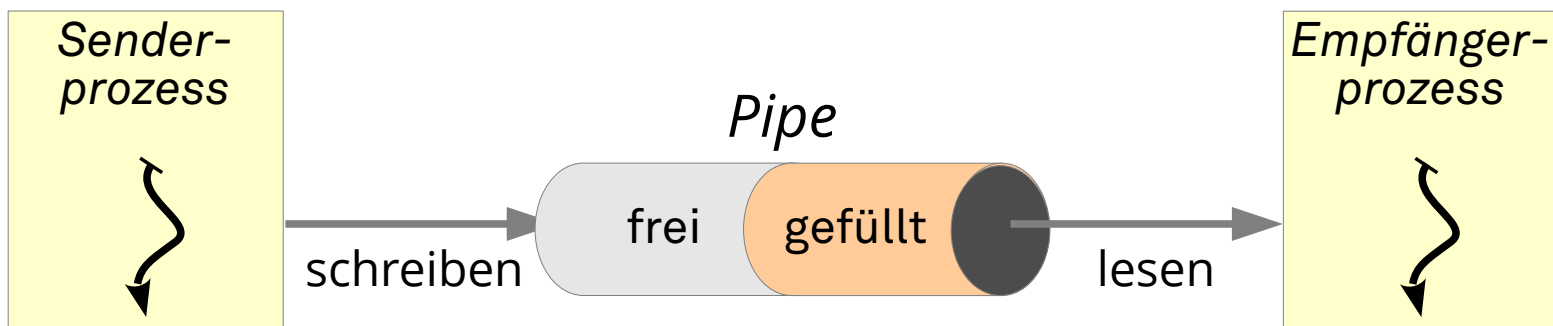 Sender-
prozess
Pipe
Empfänger-
prozess
frei
gefüllt
schreiben
lesen